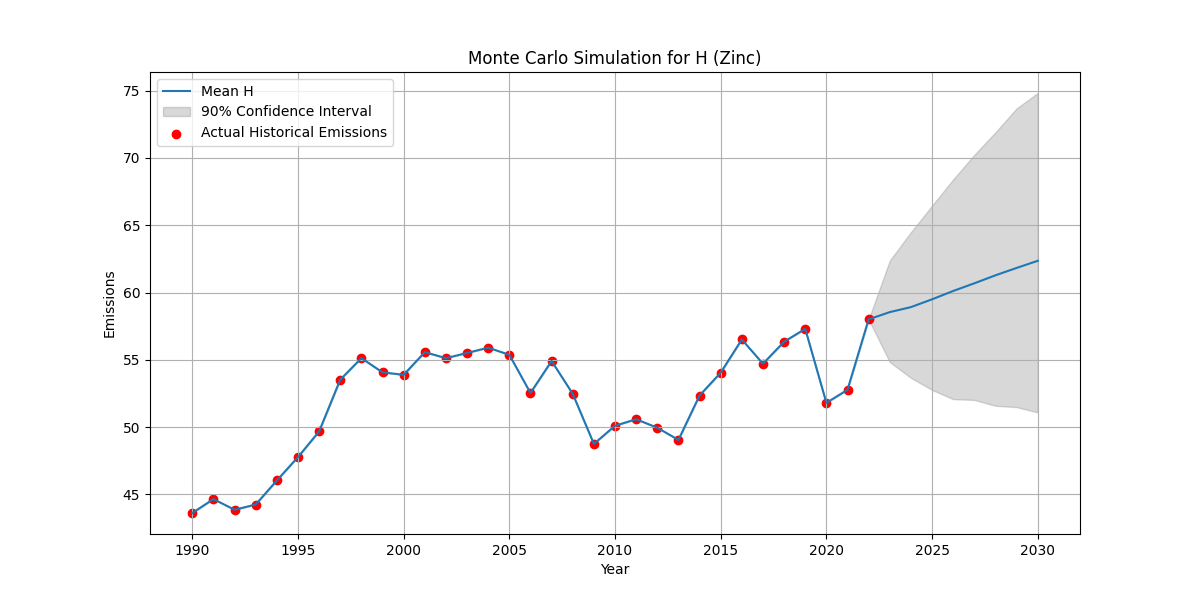 Monte Carlo Simulation for H (Zinc)
Mean H
90% Confidence Interval
Actual Historical Emissions
75
70
65
60
55
50
45
Emissions
1990 1995 2000 2005 2010 2015 2020 2025 2030
Year